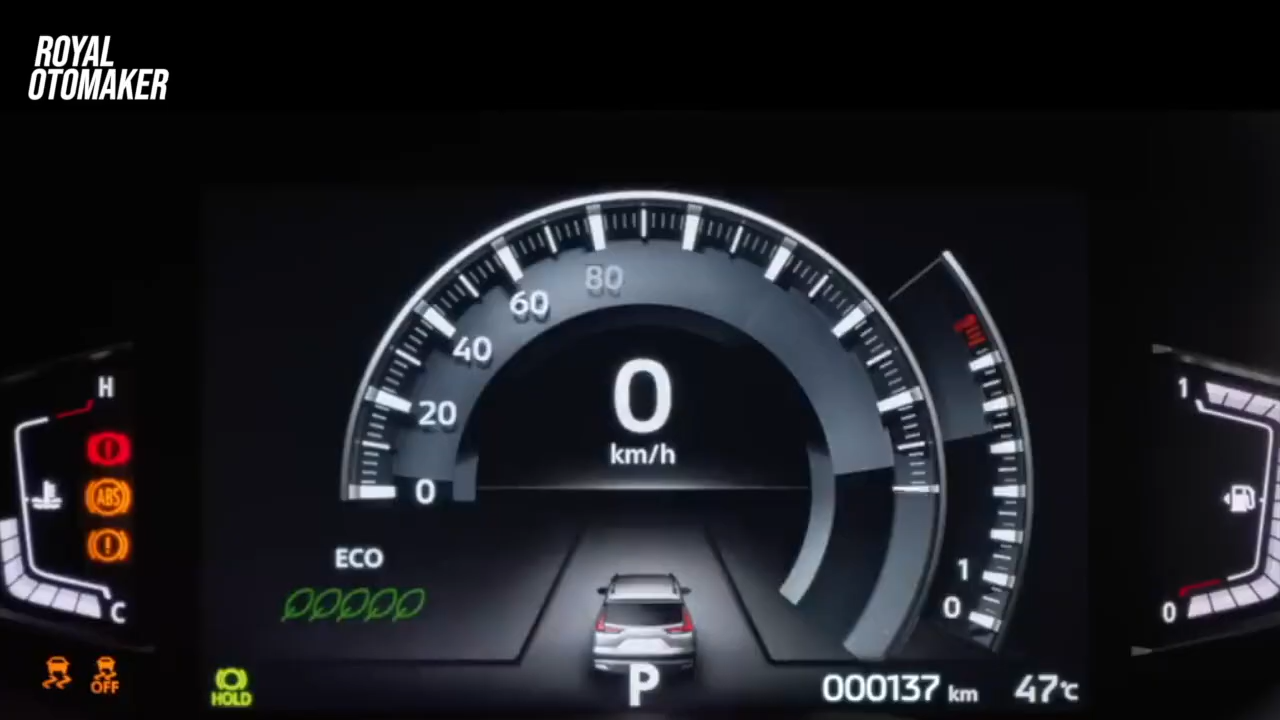 ROYAL
OTOMAKER
80
60
40
20
0
0
km/h
H
ABS
C
1
0
ECO
1
0
OFF
HOLD
P
000137 km
47°C